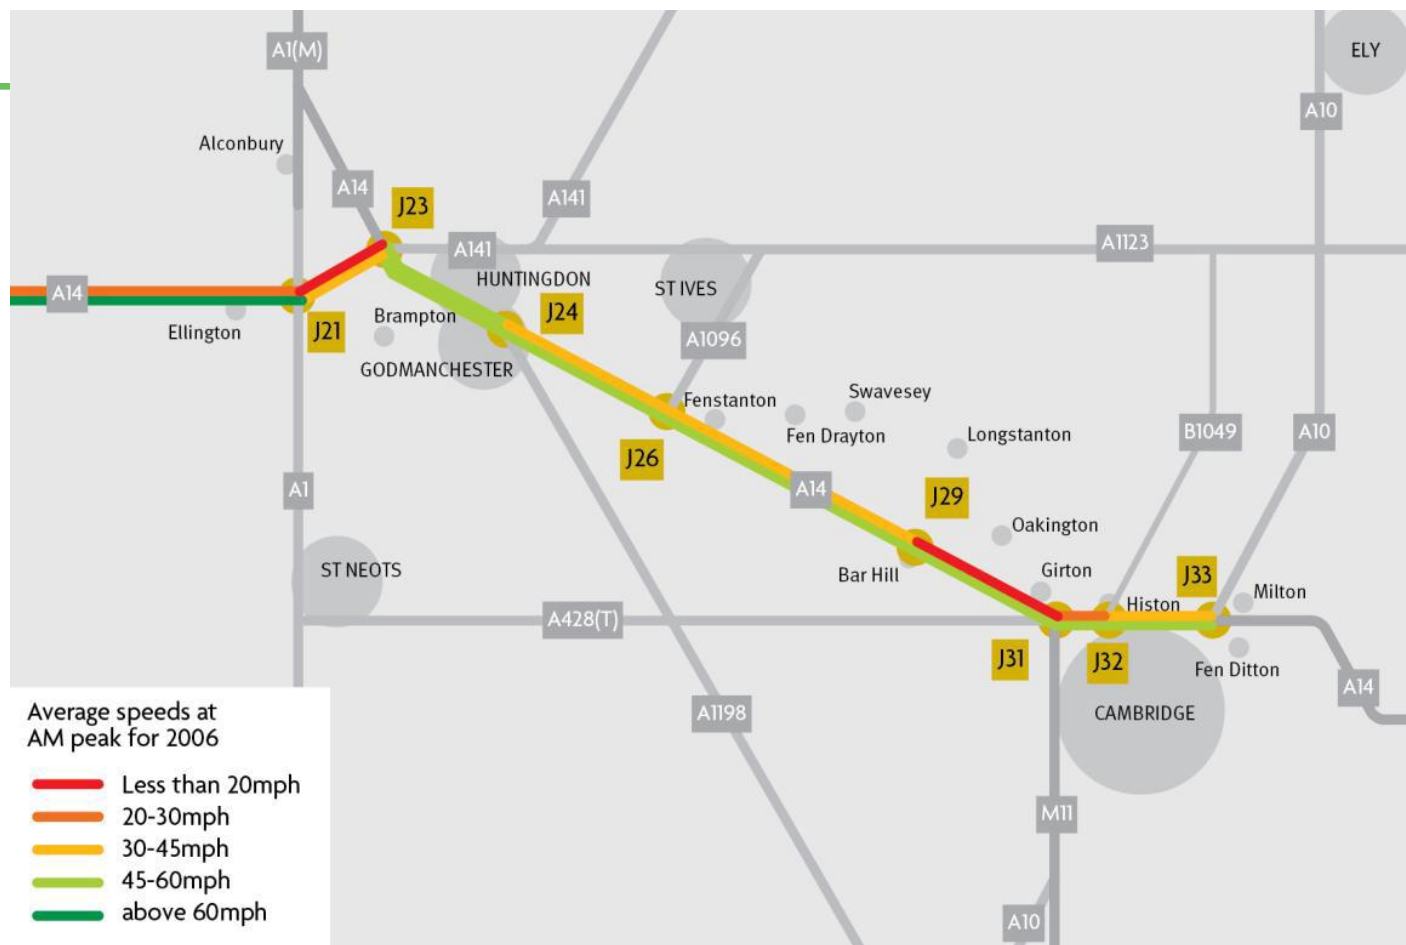 A1(M)
ELY
A10
Alconbury
A14
J23
A141
A141
A1123
HUNTINGDON
ST IVES
A14
Ellington
J21
Brampton
J24
A1096
GODMANCHESTER
Fenstanton
Swavesey
Fen Drayton
Longstanton
B1049
A10
J26
A14
J29
A1
Oakington
ST NEOTS
Bar Hill
Girton
J33
Milton
Histon
A428(T)
J31
J32
Fen Ditton
A14
A1198
CAMBRIDGE
M11
A10
Average speeds at
AM peak for 2006
Less than 20mph
20-30mph
30-45mph
45-60mph
above 60mph